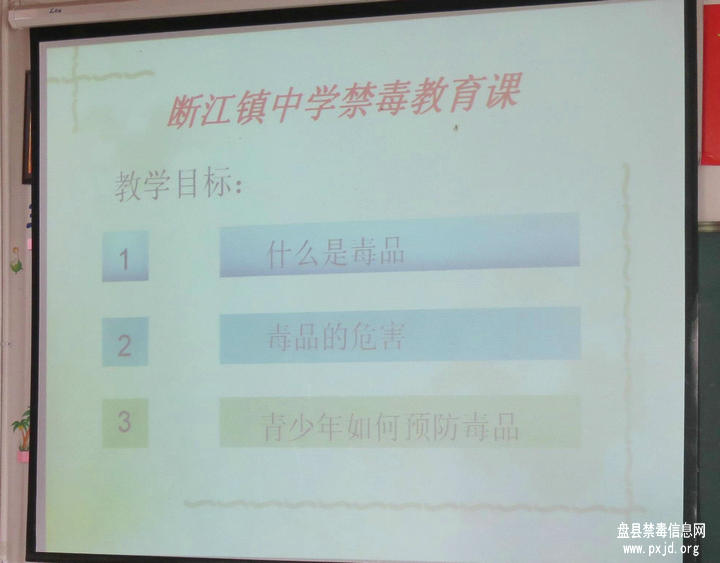 断江镇中学禁毒教育课
教学目标：
1 什么是毒品
2 毒品的危害
3 青少年如何预防毒品
盘县禁毒信息网
www.pxjd.org